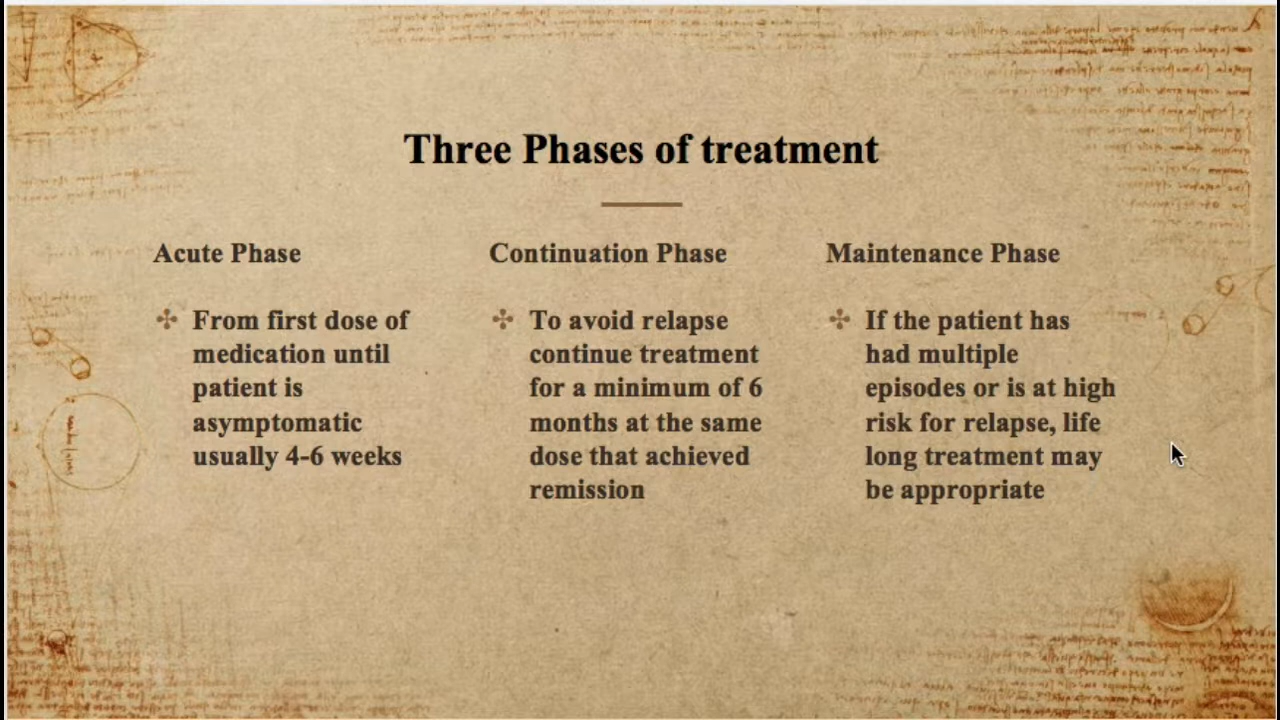 Three Phases of treatment
Acute Phase
From first dose of
medication until
patient is
asymptomatic
usually 4-6 weeks
Continuation Phase
To avoid relapse
continue treatment
for a minimum of 6
months at the same
dose that achieved
remission
Maintenance Phase
If the patient has
had multiple
episodes or is at high
risk for relapse, life
long treatment may
be appropriate